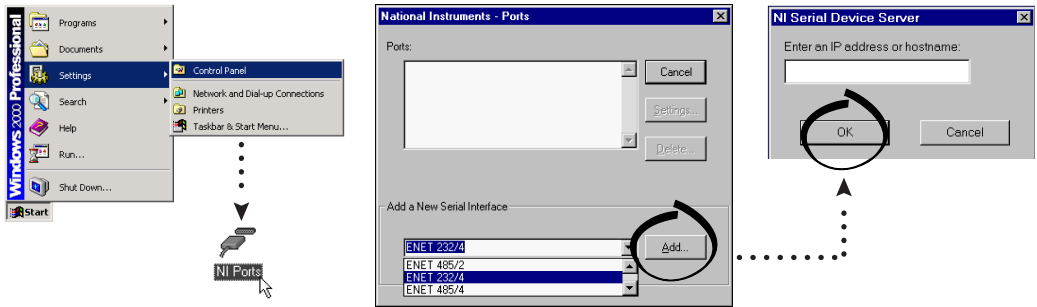 Windows 2000 Professional
Programs
Documents
Settings
Search
Help
Run...
Shut Down...
Start
Control Panel
Network and Dial-up Connections
Printers
Taskbar & Start Menu...
NI Ports
National Instruments - Ports
Ports:
Cancel
Settings...
Delete...
Add a New Serial Interface
ENET 232/4
Add...
ENET 485/2
ENET 232/4
ENET 485/4
NI Serial Device Server
Enter an IP address or hostname:
OK
Cancel